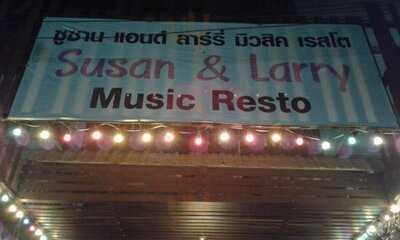 ซูซาน แอนด์ ลาร์รี่ มิวสิค เรสโต
Susan & Larry
Music Resto